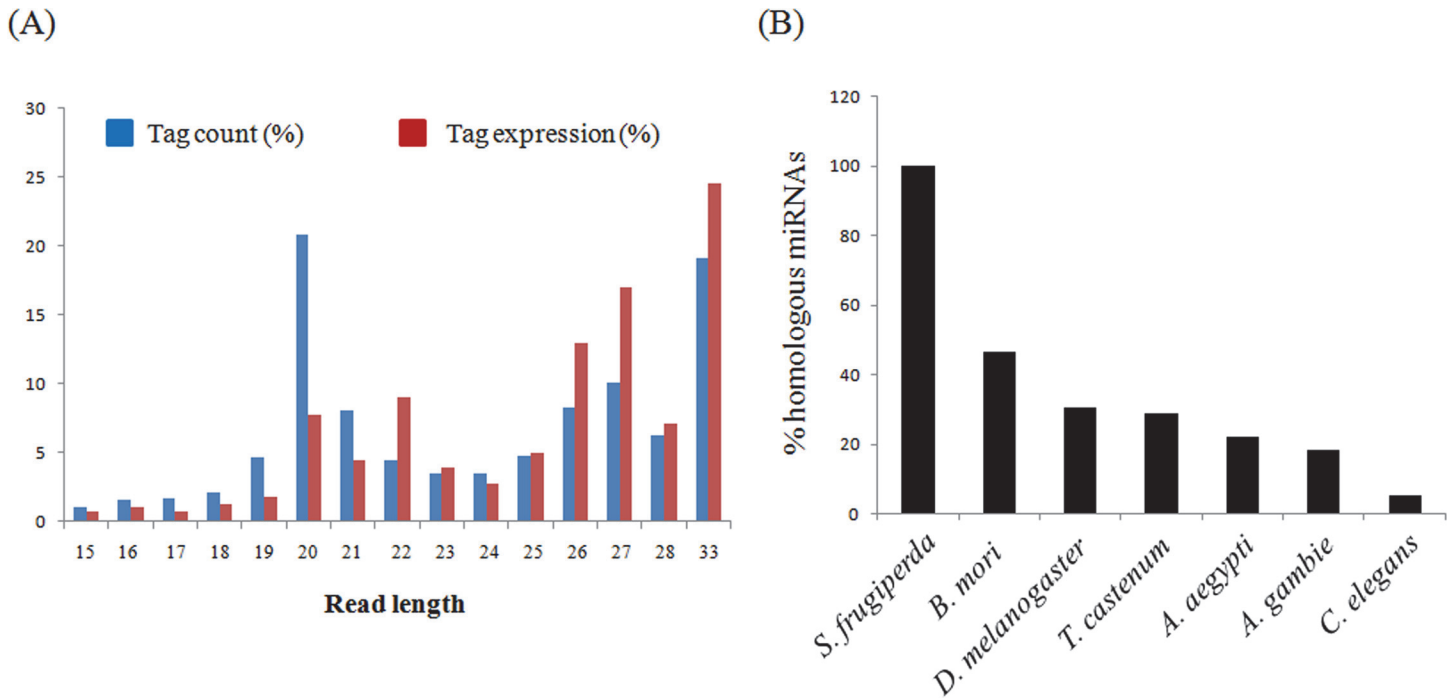 (A)
30
25
20
15
10
5
0
Tag count (%)
Tag expression (%)
15 16 17 18 19 20 21 22 23 24 25 26 27 28 33
Read length
(B)
% homologous miRNAs
120
100
80
60
40
20
0
S. frugiperda
B. mori
D. melanogaster
T. castenum
A. aegypti
A. gambie
C. elegans